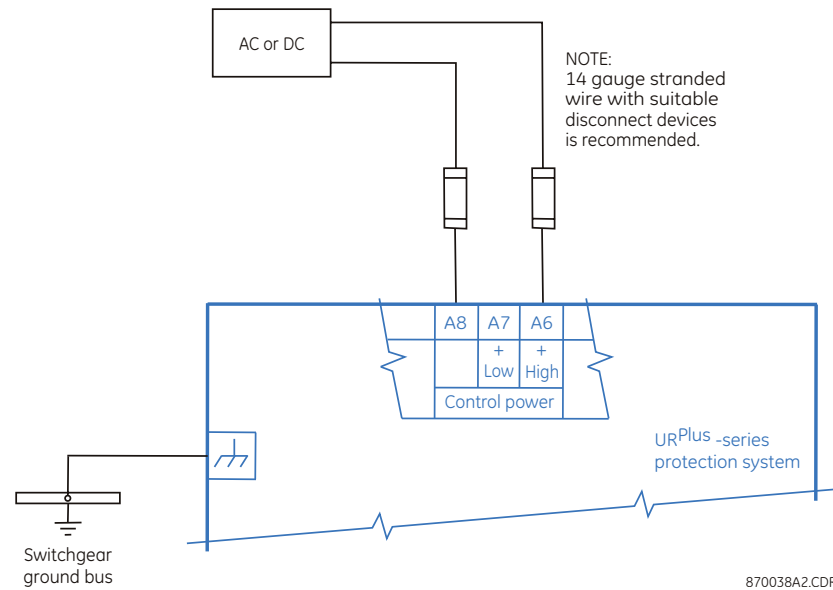 AC or DC
NOTE:
14 gauge stranded
wire with suitable
disconnect devices
is recommended.
A8 A7 A6
+ +
Low High
Control power
URPlus -series
protection system
Switchgear
ground bus
870038A2.CDR